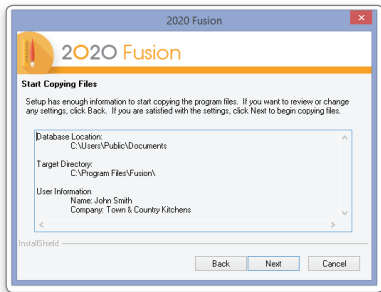 2020 Fusion
2020 Fusion
Start Copying Files
Setup has enough information to start copying the program files. If you want to review or change
any settings, click Back. If you are satisfied with the settings, click Next to begin copying files.
Database Location:
C:\Users\Public\Documents
Target Directory:
C:\Program Files\Fusion\
User Information
Name: John Smith
Company: Town & Country Kitchens
InstallShield
Back Next Cancel